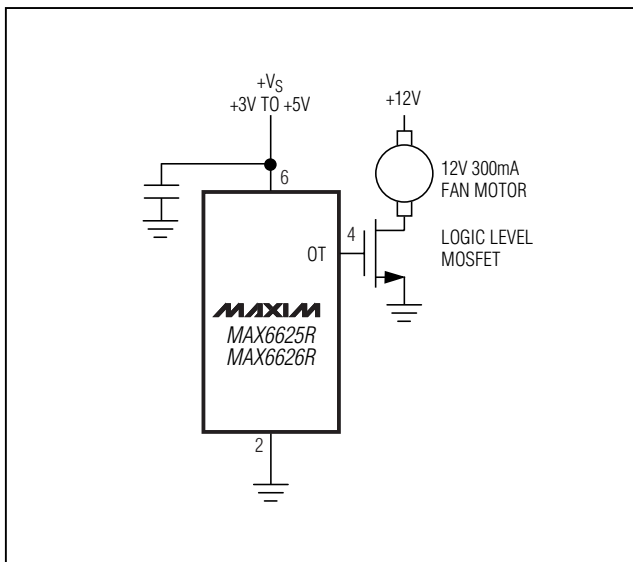 +VS
+3V TO +5V
+12V
6
12V 300mA
FAN MOTOR
4
OT
LOGIC LEVEL
MOSFET
MAXIM
MAX6625R
MAX6626R
2